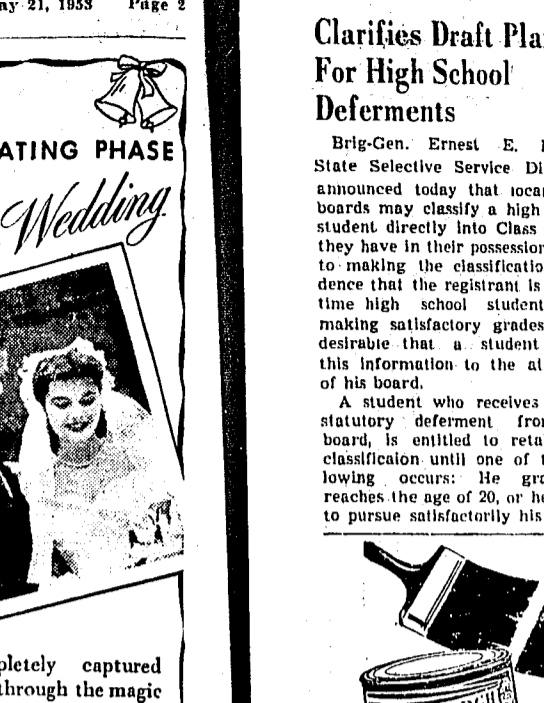 ay 21, 1953 Page 2
ATING PHASE
Wedding
pletely captured
through the magic
Clarifies Draft Pla
For High School
Deferments
Brig-Gen. Ernest E.
State Selective Service Di
announced today that loca
boards may classify a high
student directly into Class
they have in their possession
to making the classificatio
dence that the registrant is
time high school student
making satisfactory grades
desirable that a student
this information to the at
of his board.
A student who receives
statutory deferment fro
board, is entitled to reta
classificaion until one of t
lowing occurs: He gr
reaches the age of 20, or he
to pursue satisfactorily his